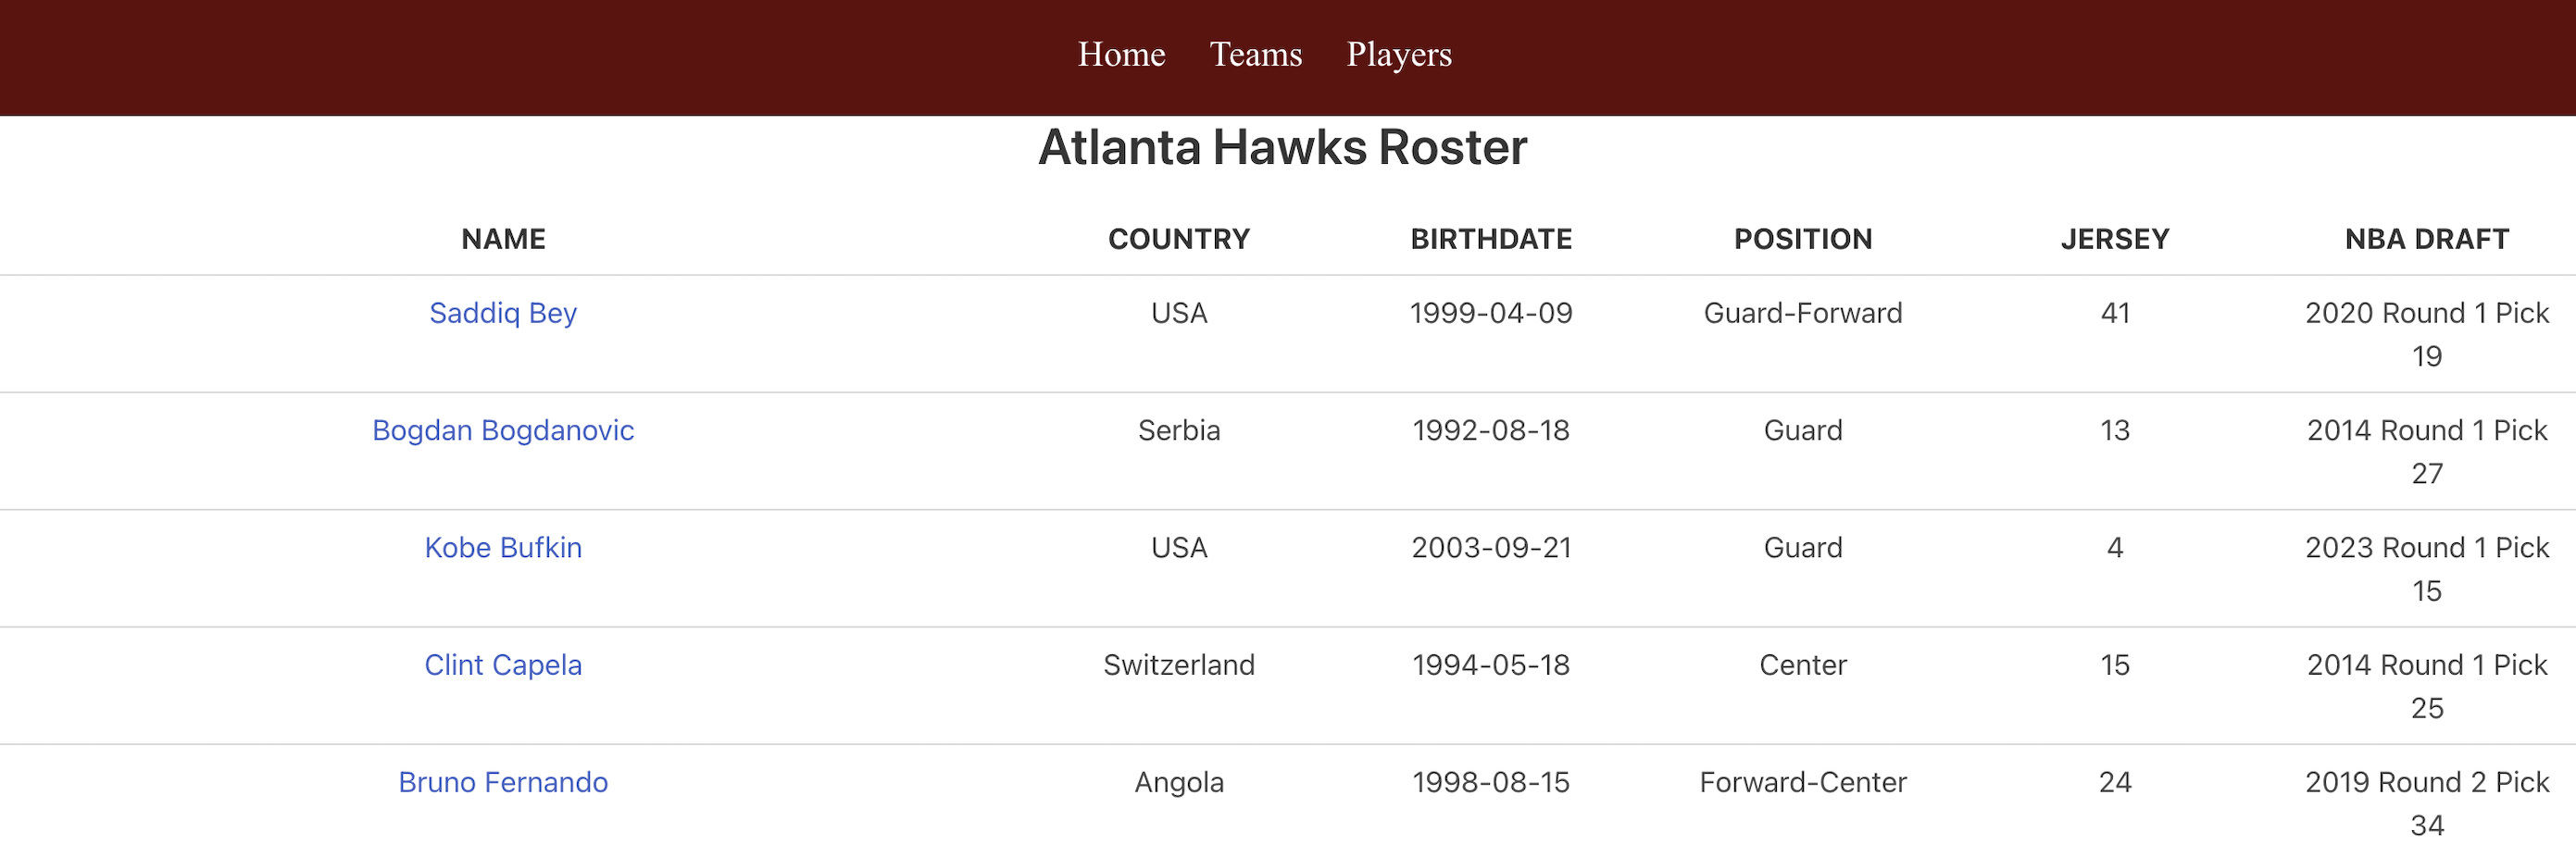 Home Teams Players
Atlanta Hawks Roster
NAME COUNTRY BIRTHDATE POSITION JERSEY NBA DRAFT
Saddiq Bey USA 1999-04-09 Guard-Forward 41 2020 Round 1 Pick
19
Bogdan Bogdanovic Serbia 1992-08-18 Guard 13 2014 Round 1 Pick
27
Kobe Bufkin USA 2003-09-21 Guard 4 2023 Round 1 Pick
15
Clint Capela Switzerland 1994-05-18 Center 15 2014 Round 1 Pick
25
Bruno Fernando Angola 1998-08-15 Forward-Center 24 2019 Round 2 Pick
34